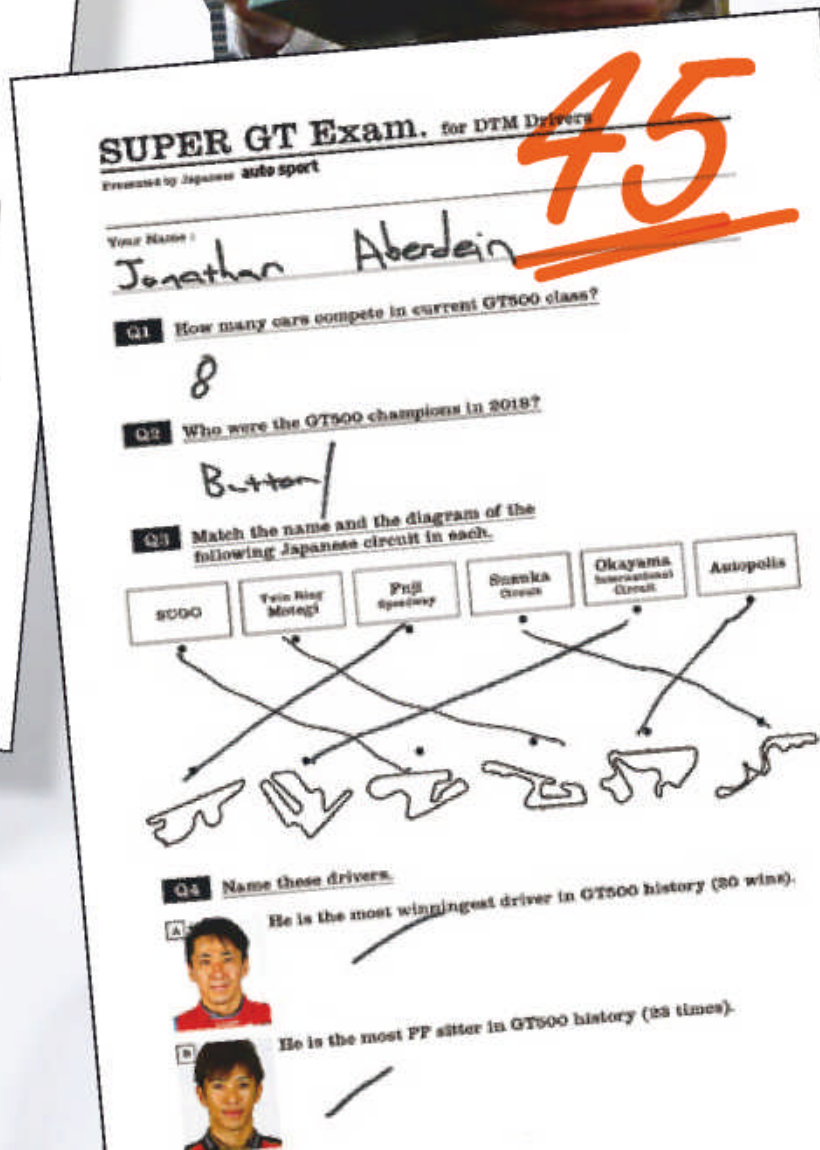 45
SUPER GT Exam. for DTM Drivers
Presented by Japanese auto sport
Your Name :
Jonathan Aberdein
Q1 How many cars compete in current GT500 class?
8
Q2 Who were the GT500 champions in 2018?
Button/
Q3 Match the name and the diagram of the
following Japanese circuit in each.
SUGO
Twin Ring
Motegi
Fuji
Speedway
Suzuka
Circuit
Okayama
International
Circuit
Autopolis
Q4 Name these drivers.
A He is the most winningest driver in GT500 history (20 wins).
B He is the most PP sitter in GT500 history (23 times).